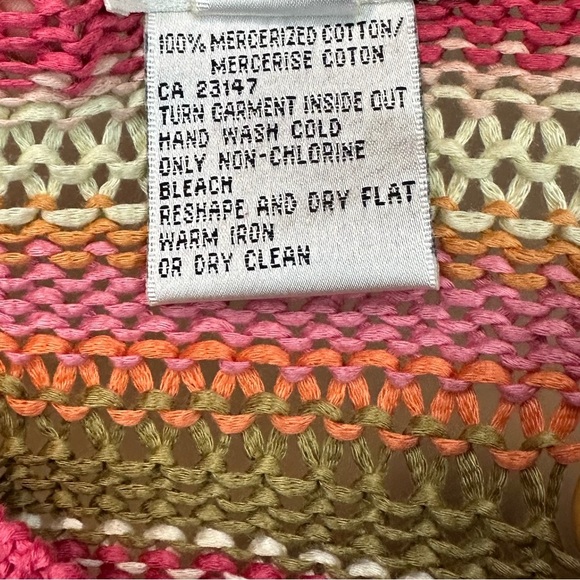 100% MERCERIZED COTTON/
MERCERISE COTON
CA 23147
TURN GARMENT INSIDE OUT
HAND WASH COLD
ONLY NON-CHLORINE
BLEACH
RESHAPE AND DRY FLAT
WARM IRON
OR DRY CLEAN